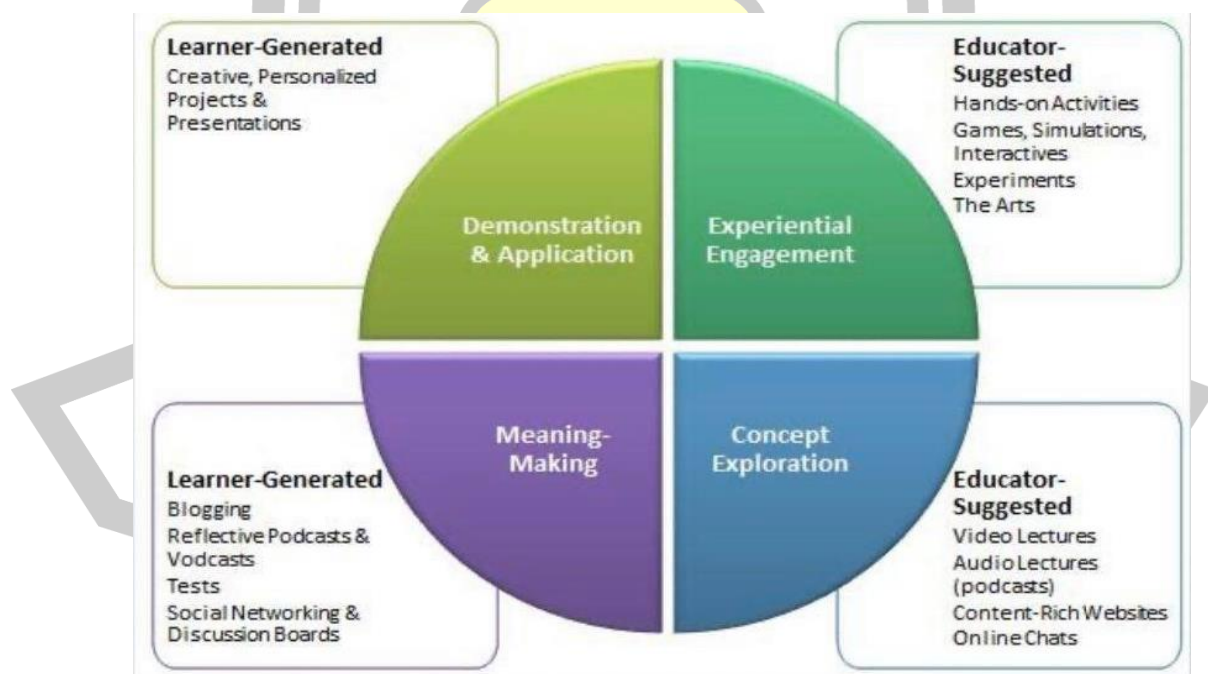 Learner-Generated
Creative, Personalized
Projects &
Presentations
Educator-
Suggested
Hands-on Activities
Games, Simulations,
Interactives
Experiments
The Arts
Demonstration
& Application
Experiential
Engagement
Meaning-
Making
Concept
Exploration
Learner-Generated
Blogging
Reflective Podcasts &
Vodcasts
Tests
Social Networking &
Discussion Boards
Educator-
Suggested
Video Lectures
Audio Lectures
(podcasts)
Content-Rich Websites
Online Chats